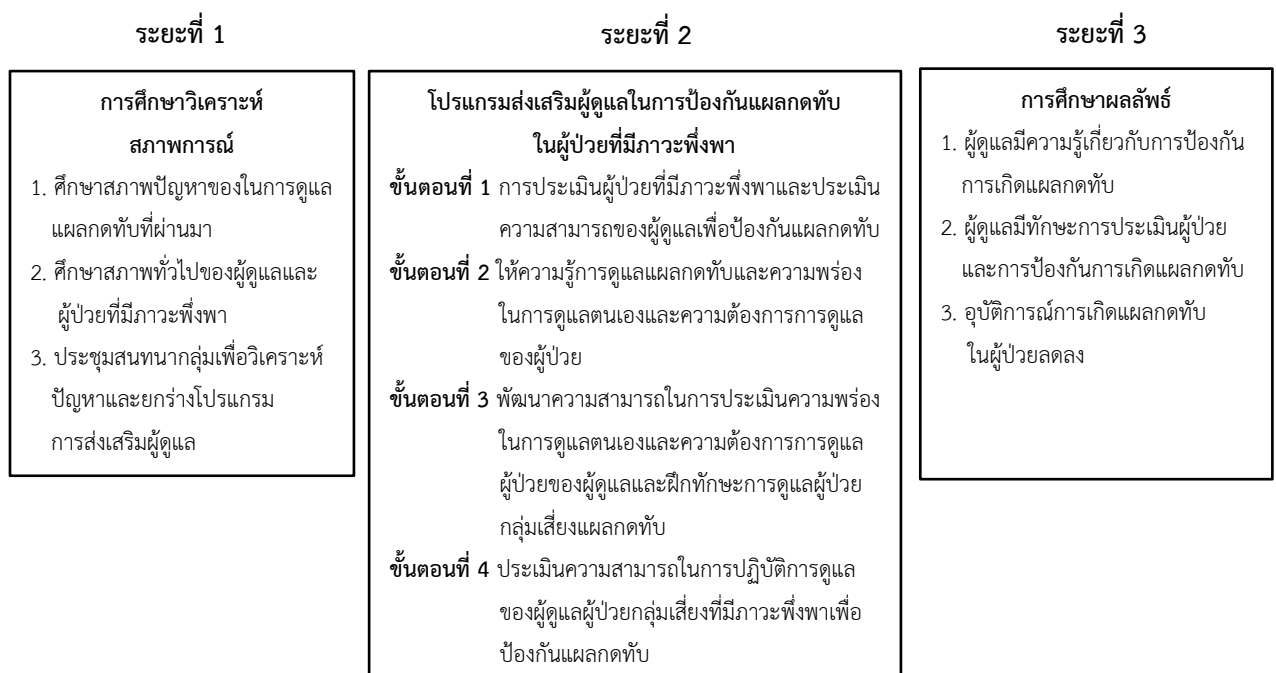 ระยะที่ 1
การศึกษาวิเคราะห์
สภาพการณ์
1. ศึกษาสภาพปัญหาของในการดูแล
แผลกดทับที่ผ่านมา
2. ศึกษาสภาพทั่วไปของผู้ดูแลและ
ผู้ป่วยที่มีภาวะพึ่งพา
3. ประชุมสนทนากลุ่มเพื่อวิเคราะห์
ปัญหาและยกร่างโปรแกรม
การส่งเสริมผู้ดูแล
ระยะที่ 2
โปรแกรมส่งเสริมผู้ดูแลในการป้องกันแผลกดทับ
ในผู้ป่วยที่มีภาวะพึ่งพา
ขั้นตอนที่ 1 การประเมินผู้ป่วยที่มีภาวะพึ่งพาและประเมิน
ความสามารถของผู้ดูแลเพื่อป้องกันแผลกดทับ
ขั้นตอนที่ 2 ให้ความรู้การดูแลแผลกดทับและความพร่อง
ในการดูแลตนเองและความต้องการการดูแล
ของผู้ป่วย
ขั้นตอนที่ 3 พัฒนาความสามารถในการประเมินความพร่อง
ในการดูแลตนเองและความต้องการการดูแล
ผู้ป่วยของผู้ดูแลและฝึกทักษะการดูแลผู้ป่วย
กลุ่มเสี่ยงแผลกดทับ
ขั้นตอนที่ 4 ประเมินความสามารถในการปฏิบัติการดูแล
ของผู้ดูแลผู้ป่วยกลุ่มเสี่ยงที่มีภาวะพึ่งพาเพื่อ
ป้องกันแผลกดทับ
ระยะที่ 3
การศึกษาผลลัพธ์
1. ผู้ดูแลมีความรู้เกี่ยวกับการป้องกัน
การเกิดแผลกดทับ
2. ผู้ดูแลมีทักษะการประเมินผู้ป่วย
และการป้องกันการเกิดแผลกดทับ
3. อุบัติการณ์การเกิดแผลกดทับ
ในผู้ป่วยลดลง